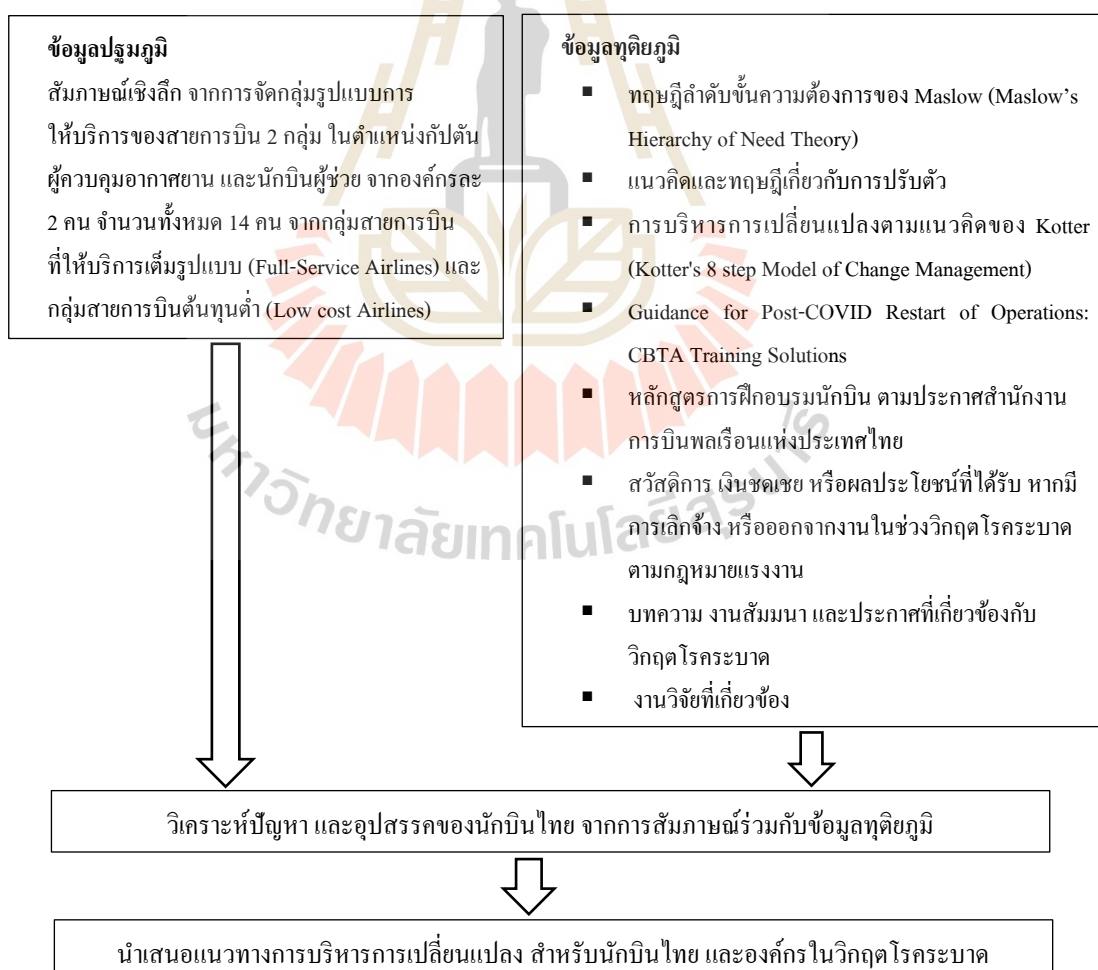 ข้อมูลปฐมภูมิ
สัมภาษณ์เชิงลึก จากการจัดกลุ่มรูปแบบการ
ให้บริการของสายการบิน 2 กลุ่ม ในตำแหน่งกัปตัน
ผู้ควบคุมอากาศยาน และนักบินผู้ช่วย จากองค์กรละ
2 คน จำนวนทั้งหมด 14 คน จากกลุ่มสายการบิน
ที่ให้บริการเต็มรูปแบบ (Full-Service Airlines) และ
กลุ่มสายการบินต้นทุนต่ำ (Low cost Airlines)
ข้อมูลทุติยภูมิ
▪ ทฤษฎีลำดับขั้นความต้องการของ Maslow (Maslow’s
Hierarchy of Need Theory)
▪ แนวคิดและทฤษฎีเกี่ยวกับการปรับตัว
▪ การบริหารการเปลี่ยนแปลงตามแนวคิดของ Kotter
(Kotter's 8 step Model of Change Management)
▪ Guidance for Post-COVID Restart of Operations:
CBTA Training Solutions
▪ หลักสูตรการฝึกอบรมนักบิน ตามประกาศสำนักงาน
การบินพลเรือนแห่งประเทศไทย
▪ สวัสดิการ เงินชดเชย หรือผลประโยชน์ที่ได้รับ หากมี
การเลิกจ้าง หรือออกจากงานในช่วงวิกฤตโรคระบาด
ตามกฎหมายแรงงาน
▪ บทความ งานสัมมนา และประกาศที่เกี่ยวข้องกับ
วิกฤตโรคระบาด
▪ งานวิจัยที่เกี่ยวข้อง
มหาวิทยาลัยเทคโนโลยีสุรนารี
วิเคราะห์ปัญหา และอุปสรรคของนักบินไทย จากการสัมภาษณ์ร่วมกับข้อมูลทุติยภูมิ
นำเสนอแนวทางการบริหารการเปลี่ยนแปลง สำหรับนักบินไทย และองค์กรในวิกฤตโรคระบาด